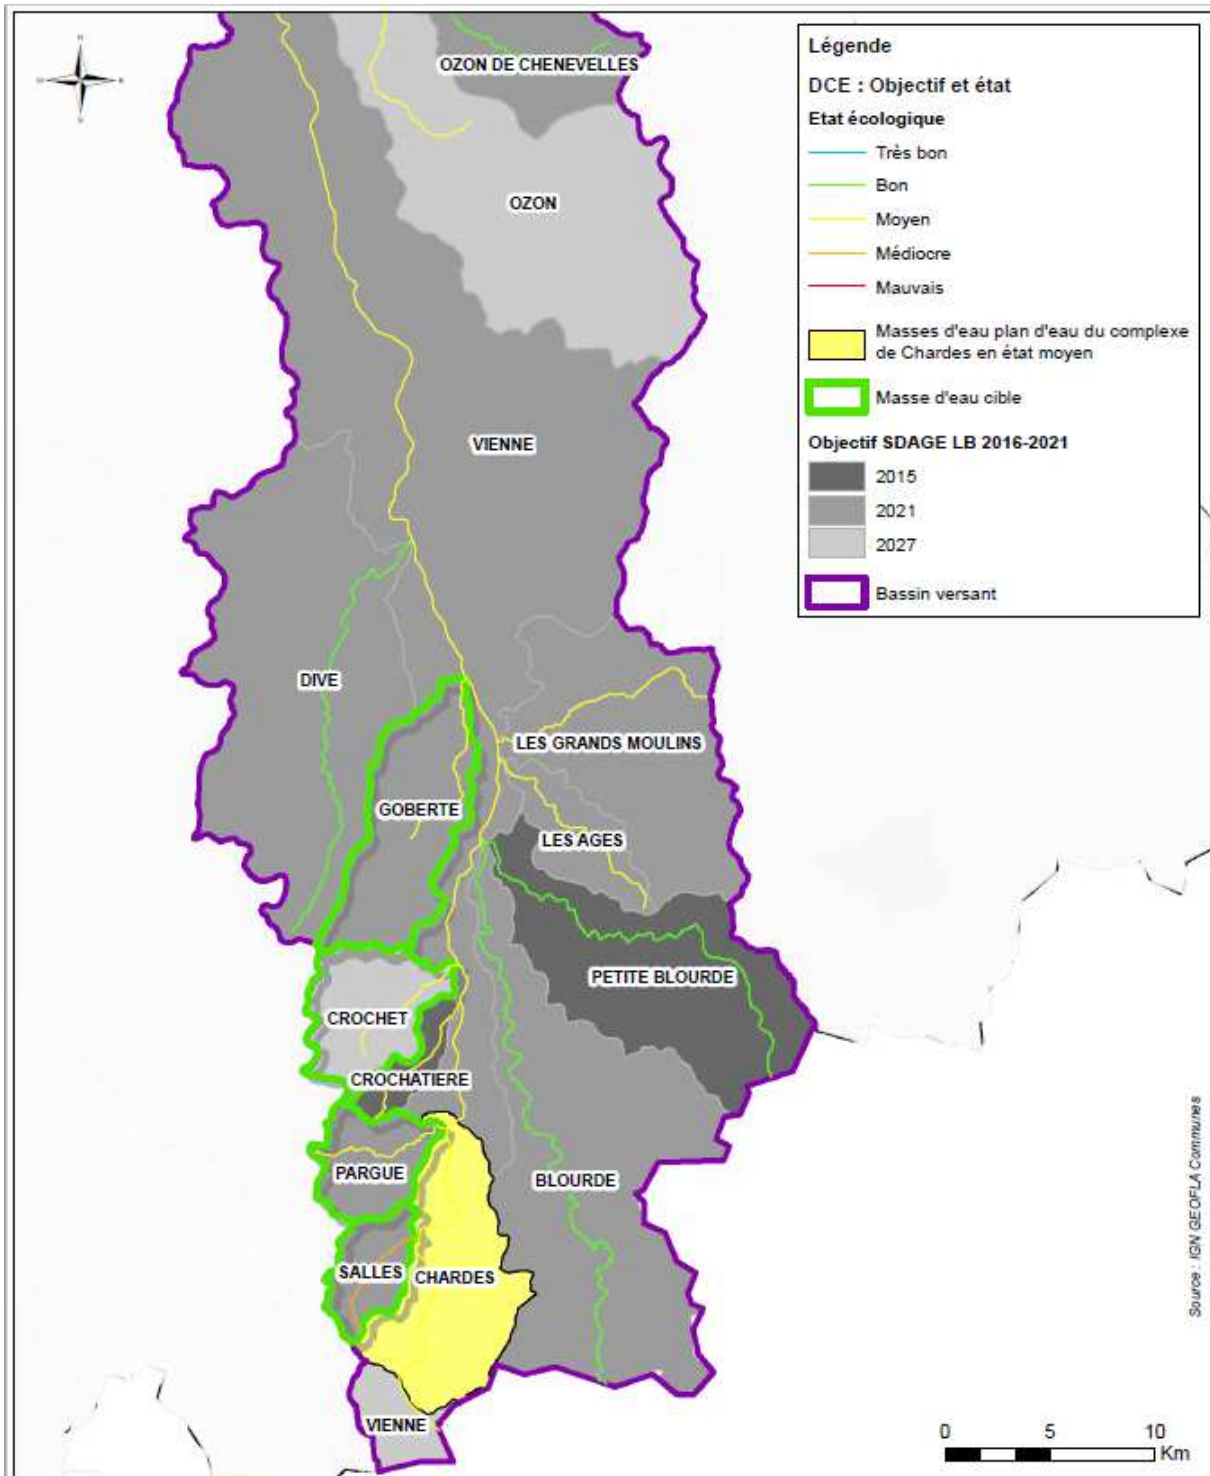 OZON DE CHENEVELLES
OZON
VIENNE
DIVE
LES GRANDS MOULINS
GOBERTE
LES AGES
PETITE BLOURDE
CROCHET
CROCHATIERE
PARGUE
BLOURDE
SALLES
CHARDES
VIENNE
Légende
DCE : Objectif et état
Etat écologique
Très bon
Bon
Moyen
Médiocre
Mauvais
Masses d'eau plan d'eau du complexe
de Chardes en état moyen
Masse d'eau cible
Objectif SDAGE LB 2016-2021
2015
2021
2027
Bassin versant
Source : IGN GEOFLA Communes
0 5 10
Km